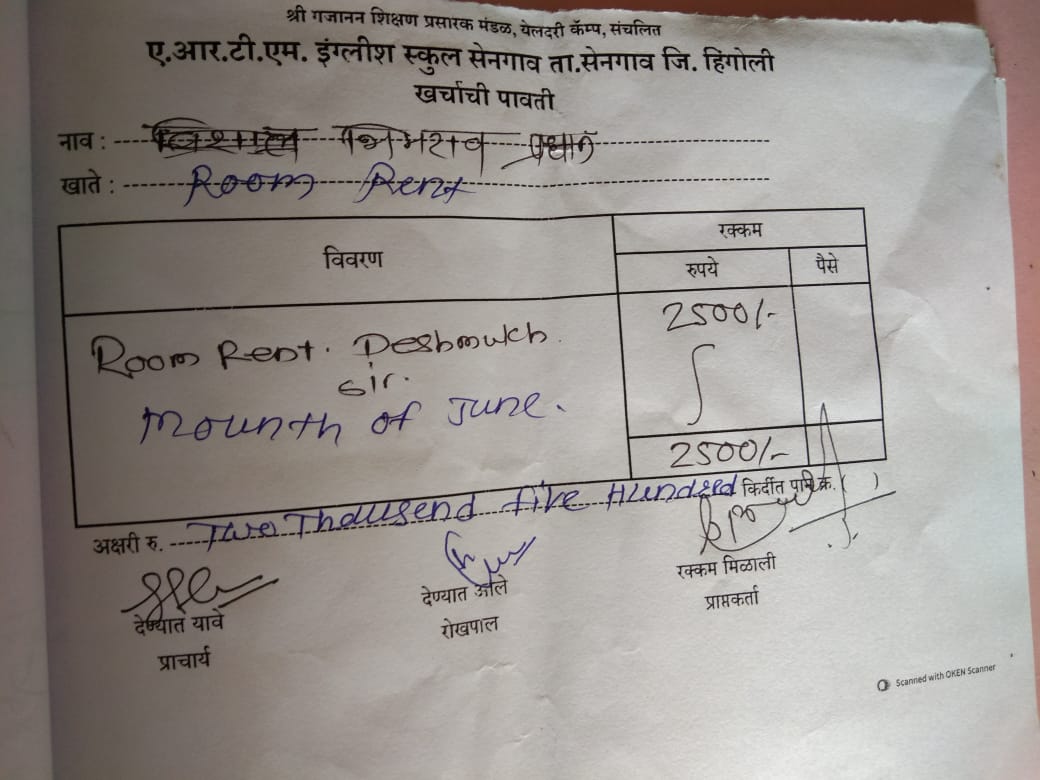 श्री गजानन शिक्षण प्रसारक मंडळ, येलदरी कॅम्प, संचलित
ए.आर.टी.एम. इंग्लीश स्कुल सेनगाव ता.सेनगाव जि. हिंगोली
खर्चाची पावती
नाव : प्रधान
खाते : Room Rent
विवरण रक्कम
रुपये पैसे
Room Rent. Deshmukh. 2500/-
sir.
Mounth of June.
2500/-
अक्षरी रु. Two Thausend five Hundred किर्दीत पान क्र. ( )
देण्यात यावे देण्यात आले रक्कम मिळाली
प्राचार्य रोखपाल प्राप्तकर्ता
Scanned with OKEN Scanner